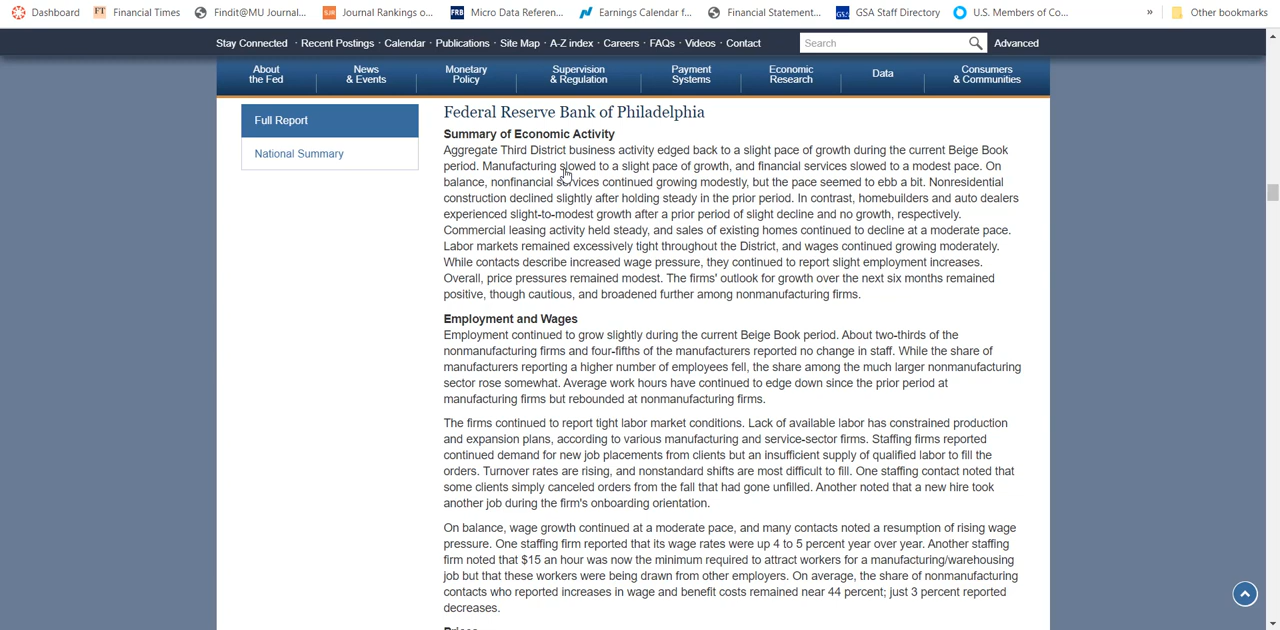 Dashboard
FT Financial Times
Findit@MU Journal...
SJR Journal Rankings o...
FRB Micro Data Referen...
Earnings Calendar f...
Financial Statement...
GSA GSA Staff Directory
U.S. Members of Co...
»
Other bookmarks
Stay Connected · Recent Postings · Calendar · Publications · Site Map · A-Z index · Careers · FAQs · Videos · Contact
Search
Advanced
About
the Fed
News
& Events
Monetary
Policy
Supervision
& Regulation
Payment
Systems
Economic
Research
Data
Consumers
& Communities
Full Report
National Summary
Federal Reserve Bank of Philadelphia
Summary of Economic Activity
Aggregate Third District business activity edged back to a slight pace of growth during the current Beige Book
period. Manufacturing slowed to a slight pace of growth, and financial services slowed to a modest pace. On
balance, nonfinancial services continued growing modestly, but the pace seemed to ebb a bit. Nonresidential
construction declined slightly after holding steady in the prior period. In contrast, homebuilders and auto dealers
experienced slight-to-modest growth after a prior period of slight decline and no growth, respectively.
Commercial leasing activity held steady, and sales of existing homes continued to decline at a moderate pace.
Labor markets remained excessively tight throughout the District, and wages continued growing moderately.
While contacts describe increased wage pressure, they continued to report slight employment increases.
Overall, price pressures remained modest. The firms' outlook for growth over the next six months remained
positive, though cautious, and broadened further among nonmanufacturing firms.
Employment and Wages
Employment continued to grow slightly during the current Beige Book period. About two-thirds of the
nonmanufacturing firms and four-fifths of the manufacturers reported no change in staff. While the share of
manufacturers reporting a higher number of employees fell, the share among the much larger nonmanufacturing
sector rose somewhat. Average work hours have continued to edge down since the prior period at
manufacturing firms but rebounded at nonmanufacturing firms.
The firms continued to report tight labor market conditions. Lack of available labor has constrained production
and expansion plans, according to various manufacturing and service-sector firms. Staffing firms reported
continued demand for new job placements from clients but an insufficient supply of qualified labor to fill the
orders. Turnover rates are rising, and nonstandard shifts are most difficult to fill. One staffing contact noted that
some clients simply canceled orders from the fall that had gone unfilled. Another noted that a new hire took
another job during the firm's onboarding orientation.
On balance, wage growth continued at a moderate pace, and many contacts noted a resumption of rising wage
pressure. One staffing firm reported that its wage rates were up 4 to 5 percent year over year. Another staffing
firm noted that $15 an hour was now the minimum required to attract workers for a manufacturing/warehousing
job but that these workers were being drawn from other employers. On average, the share of nonmanufacturing
contacts who reported increases in wage and benefit costs remained near 44 percent; just 3 percent reported
decreases.
Prices